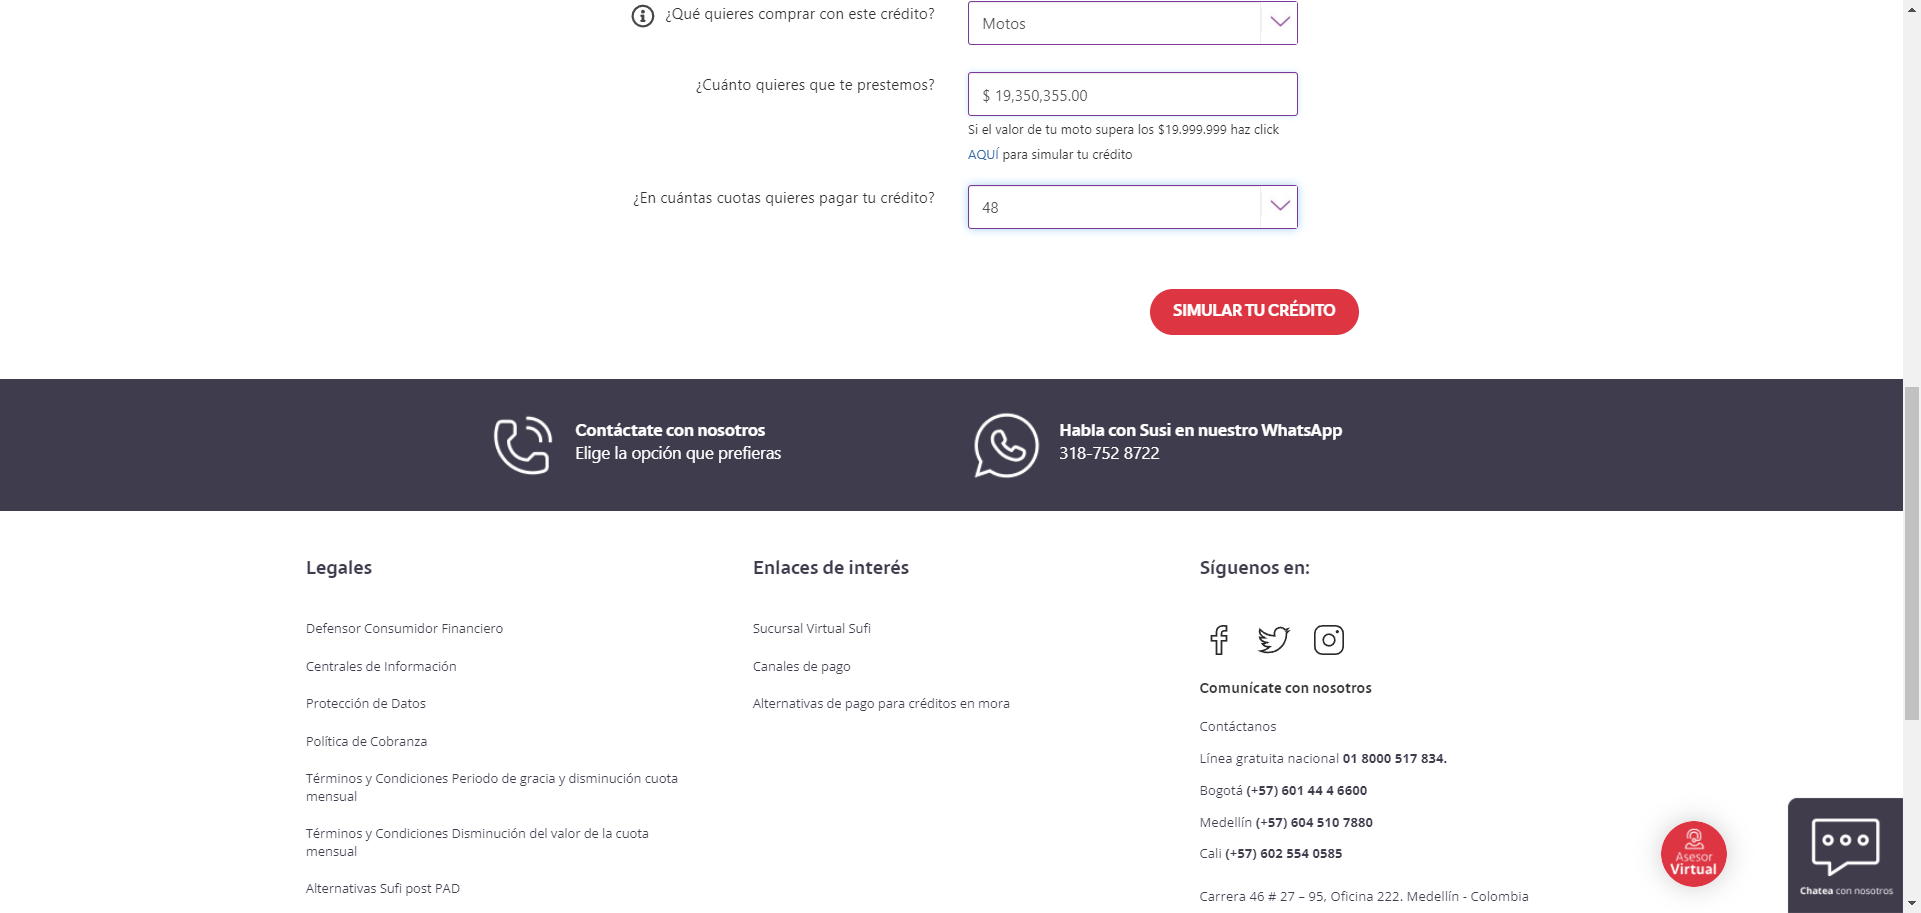 ¿Qué quieres comprar con este crédito?
Motos
¿Cuánto quieres que te prestemos?
$ 19,350,355.00
Si el valor de tu moto supera los $19.999.999 haz click
AQUÍ para simular tu crédito
¿En cuántas cuotas quieres pagar tu crédito?
48
SIMULAR TU CRÉDITO
Contáctate con nosotros
Elige la opción que prefieras
Habla con Susi en nuestro WhatsApp
318-752 8722
Legales
Defensor Consumidor Financiero
Centrales de Información
Protección de Datos
Política de Cobranza
Términos y Condiciones Periodo de gracia y disminución cuota
mensual
Términos y Condiciones Disminución del valor de la cuota
mensual
Alternativas Sufi post PAD
Enlaces de interés
Sucursal Virtual Sufi
Canales de pago
Alternativas de pago para créditos en mora
Síguenos en:
Comunícate con nosotros
Contáctanos
Línea gratuita nacional 01 8000 517 834.
Bogotá (+57) 601 44 4 6600
Medellín (+57) 604 510 7880
Cali (+57) 602 554 0585
Carrera 46 # 27 – 95, Oficina 222. Medellín - Colombia
Asesor
Virtual
Chatea con nosotros